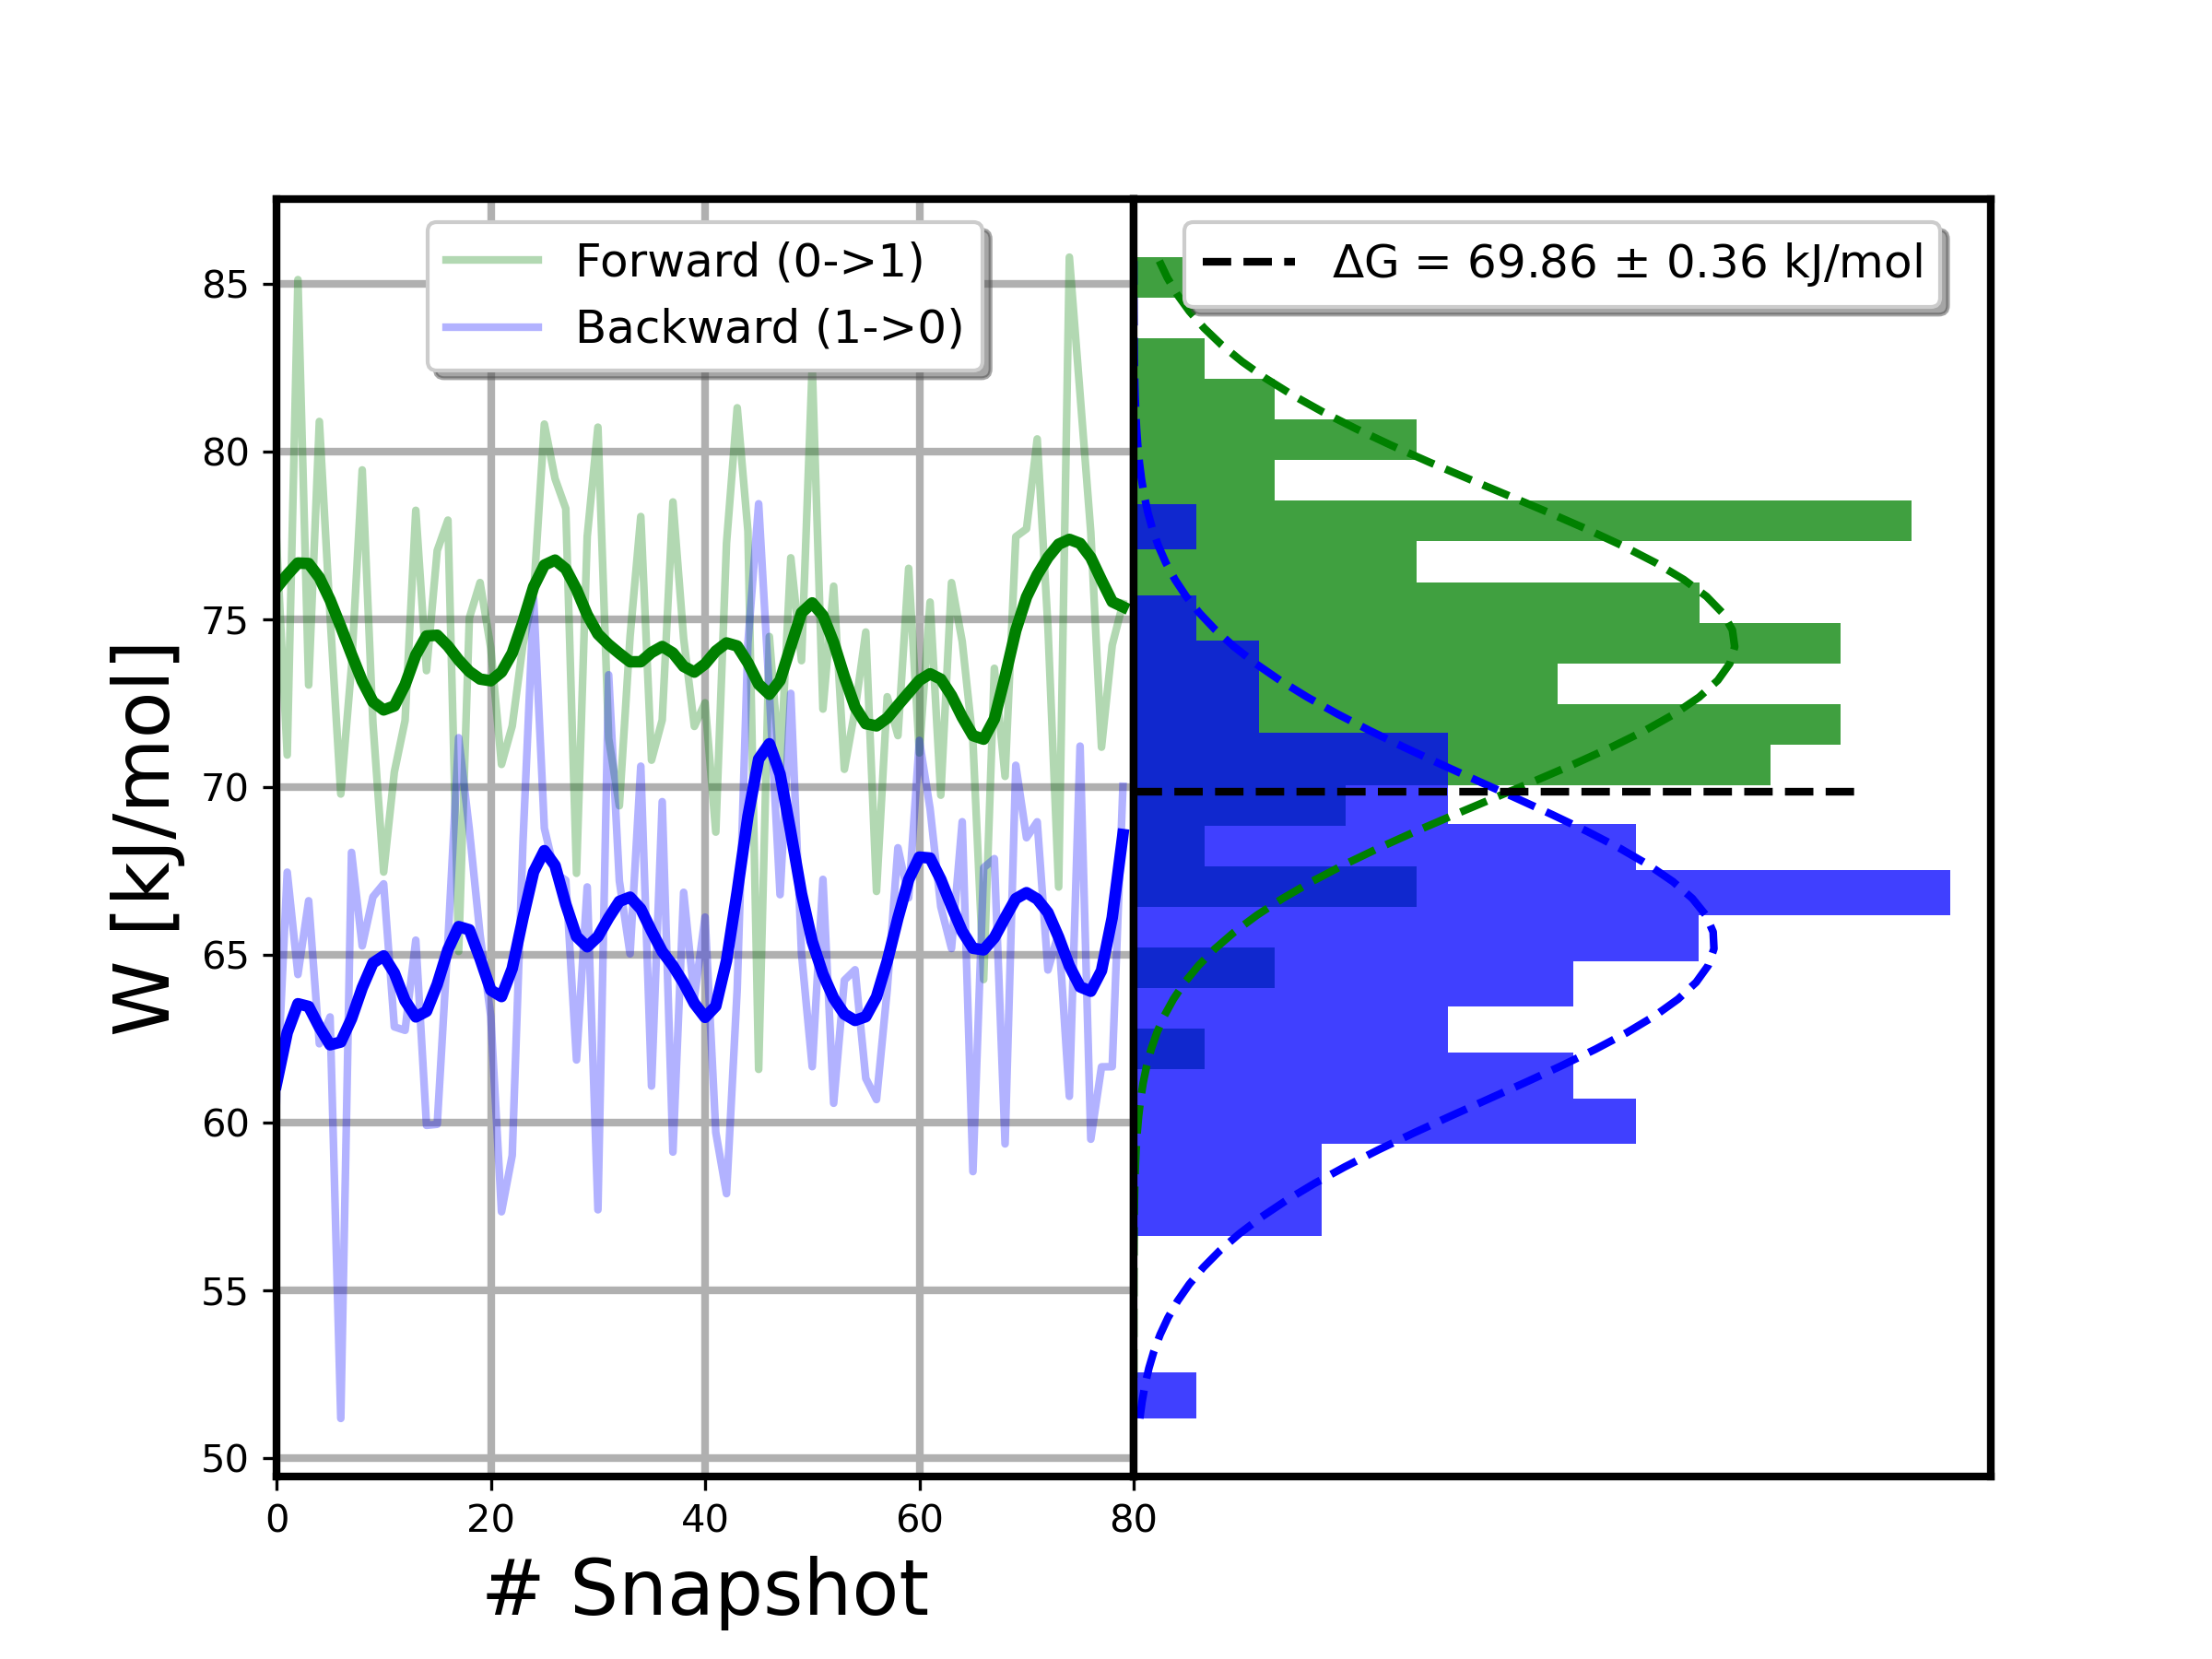 Forward (0->1)
Backward (1->0)
ΔG = 69.86 ± 0.36 kJ/mol
85
80
75
70
65
60
55
50
W [kJ/mol]
0 20 40 60 80
# Snapshot